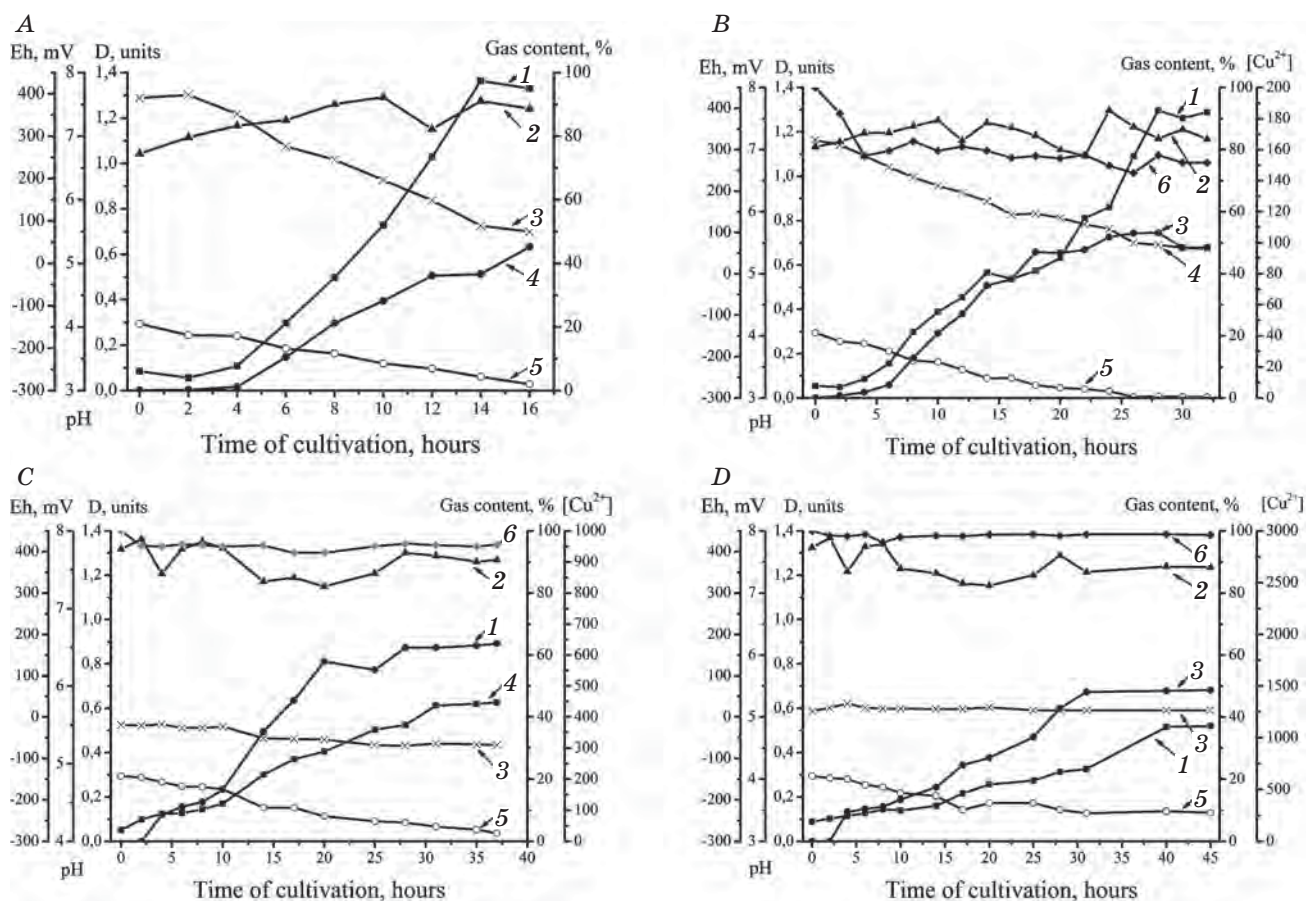 A
Eh, mV D, units Gas content, %
400 300 200 100 0 -100 -200 -300
8 7 6 5 4 3
1,4 1,2 1,0 0,8 0,6 0,4 0,2 0,0
100 80 60 40 20 0
1
2
3
4
5
0 2 4 6 8 10 12 14 16
pH
Time of cultivation, hours
B
Eh, mV D, units Gas content, % [Cu²⁺]
400 300 200 100 0 -100 -200 -300
8 7 6 5 4 3
1,4 1,2 1,0 0,8 0,6 0,4 0,2 0,0
100 80 60 40 20 0
200 180 160 140 120 100 80 60 40 20 0
1
2
6
3
4
5
0 5 10 15 20 25 30
pH
Time of cultivation, hours
C
Eh, mV D, units Gas content, % [Cu²⁺]
400 300 200 100 0 -100 -200 -300
8 7 6 5 4
1,4 1,2 1,0 0,8 0,6 0,4 0,2 0,0
100 80 60 40 20 0
1000 900 800 700 600 500 400 300 200 100 0
6
2
1
4
3
5
0 5 10 15 20 25 30 35 40
pH
Time of cultivation, hours
D
Eh, mV D, units Gas content, % [Cu²⁺]
400 300 200 100 0 -100 -200 -300
8 7 6 5 4 3
1,4 1,2 1,0 0,8 0,6 0,4 0,2 0,0
100 80 60 40 20 0
3000 2500 2000 1500 1000 500 0
6
2
3
3
1
5
0 5 10 15 20 25 30 35 40 45
pH
Time of cultivation, hours